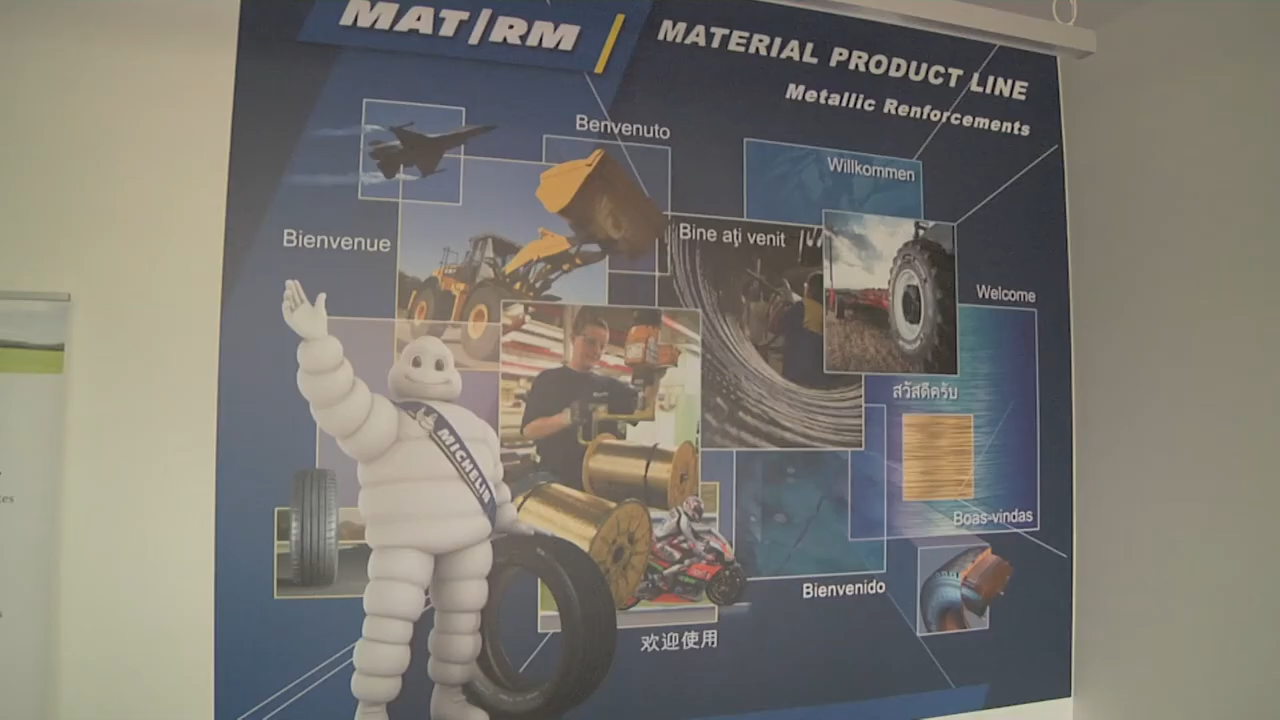 MAT/RM
MATERIAL PRODUCT LINE
Metallic Renforcements
Benvenuto
Willkommen
Bienvenue
Bine aţi venit
Welcome
สวัสดีครับ
MICHELIN
Boas-vindas
Bienvenido
欢迎使用